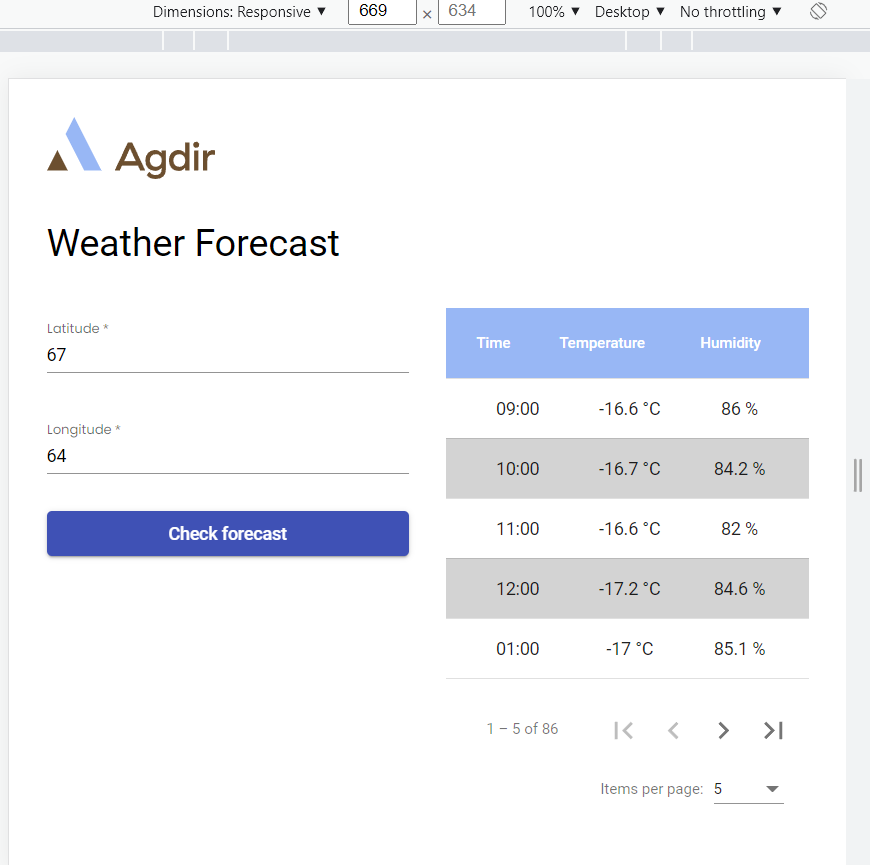 Dimensions: Responsive ▼ 669 × 634 100% ▼ Desktop ▼ No throttling ▼
Agdir
Weather Forecast
Latitude *
67
Longitude *
64
Check forecast
Time Temperature Humidity
09:00 -16.6 °C 86 %
10:00 -16.7 °C 84.2 %
11:00 -16.6 °C 82 %
12:00 -17.2 °C 84.6 %
01:00 -17 °C 85.1 %
1 – 5 of 86
Items per page: 5